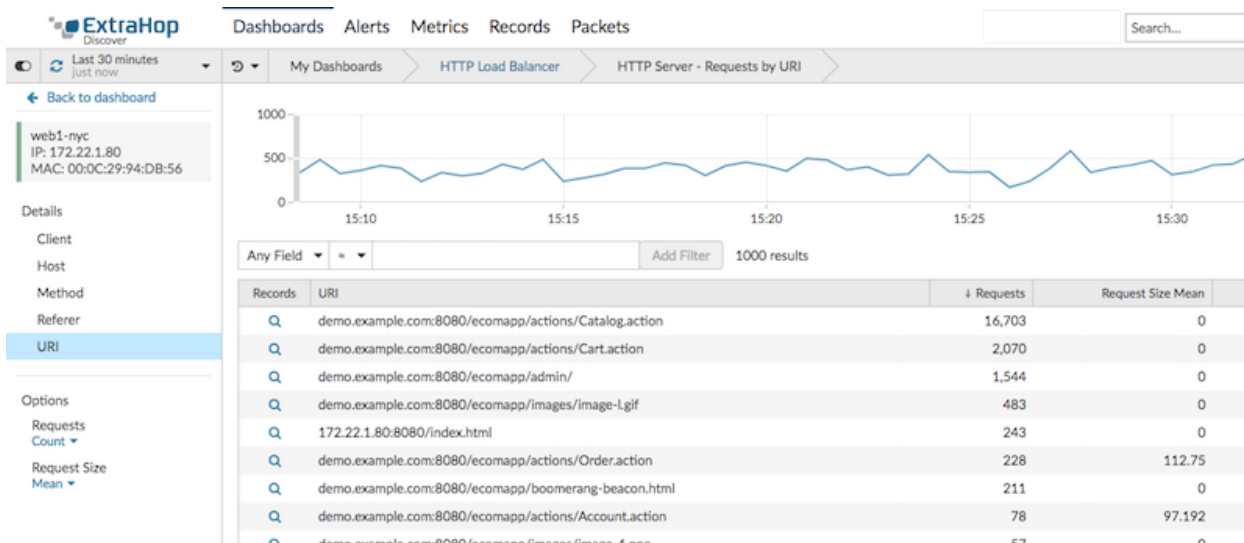 ExtraHop
Discover
Dashboards Alerts Metrics Records Packets
Search...
Last 30 minutes
just now
My Dashboards HTTP Load Balancer HTTP Server - Requests by URI
Back to dashboard
web1-nyc
IP: 172.22.1.80
MAC: 00:0C:29:94:DB:56
Details
Client
Host
Method
Referer
URI
Options
Requests
Count
Request Size
Mean
1000
500
0
15:10 15:15 15:20 15:25 15:30
Any Field ≈ Add Filter 1000 results
Records URI ↓ Requests Request Size Mean
demo.example.com:8080/ecomapp/actions/Catalog.action 16,703 0
demo.example.com:8080/ecomapp/actions/Cart.action 2,070 0
demo.example.com:8080/ecomapp/admin/ 1,544 0
demo.example.com:8080/ecomapp/images/image-l.gif 483 0
172.22.1.80:8080/index.html 243 0
demo.example.com:8080/ecomapp/actions/Order.action 228 112.75
demo.example.com:8080/ecomapp/boomerang-beacon.html 211 0
demo.example.com:8080/ecomapp/actions/Account.action 78 97.192